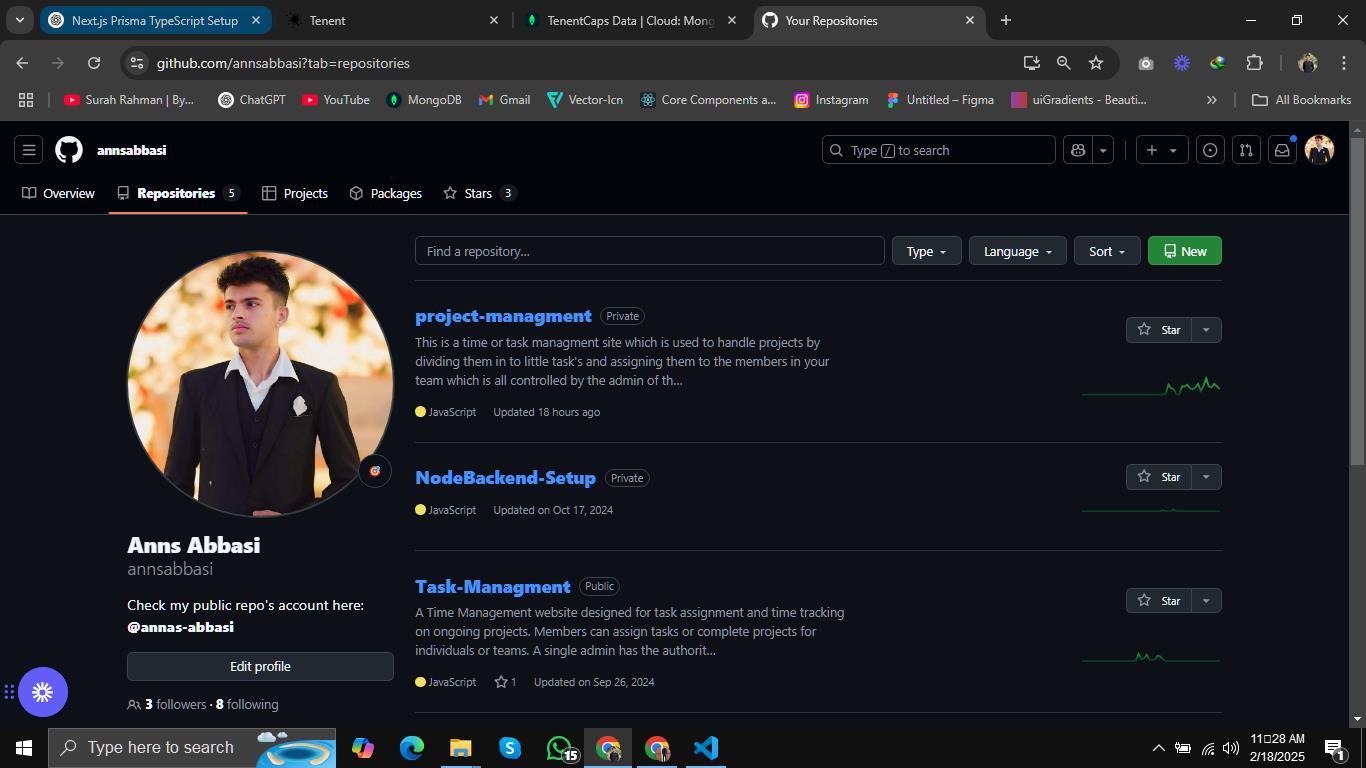 Next.js Prisma TypeScript Setup
Tenent
TenentCaps Data | Cloud: Mong
Your Repositories
github.com/annsabbasi?tab=repositories
Surah Rahman | By...
ChatGPT
YouTube
MongoDB
Gmail
Vector-Icn
Core Components a...
Instagram
Untitled – Figma
uiGradients - Beauti...
»
All Bookmarks
annsabbasi
Type / to search
Overview
Repositories 5
Projects
Packages
Stars 3
Find a repository...
Type
Language
Sort
New
project-managment Private
Star
This is a time or task managment site which is used to handle projects by
dividing them in to little task's and assigning them to the members in your
team which is all controlled by the admin of th...
JavaScript Updated 18 hours ago
NodeBackend-Setup Private
Star
JavaScript Updated on Oct 17, 2024
Task-Managment Public
Star
A Time Management website designed for task assignment and time tracking
on ongoing projects. Members can assign tasks or complete projects for
individuals or teams. A single admin has the authorit...
JavaScript 1 Updated on Sep 26, 2024
Anns Abbasi
annsabbasi
Check my public repo's account here:
@annas-abbasi
Edit profile
3 followers · 8 following
Type here to search
15
11□28 AM
2/18/2025
1